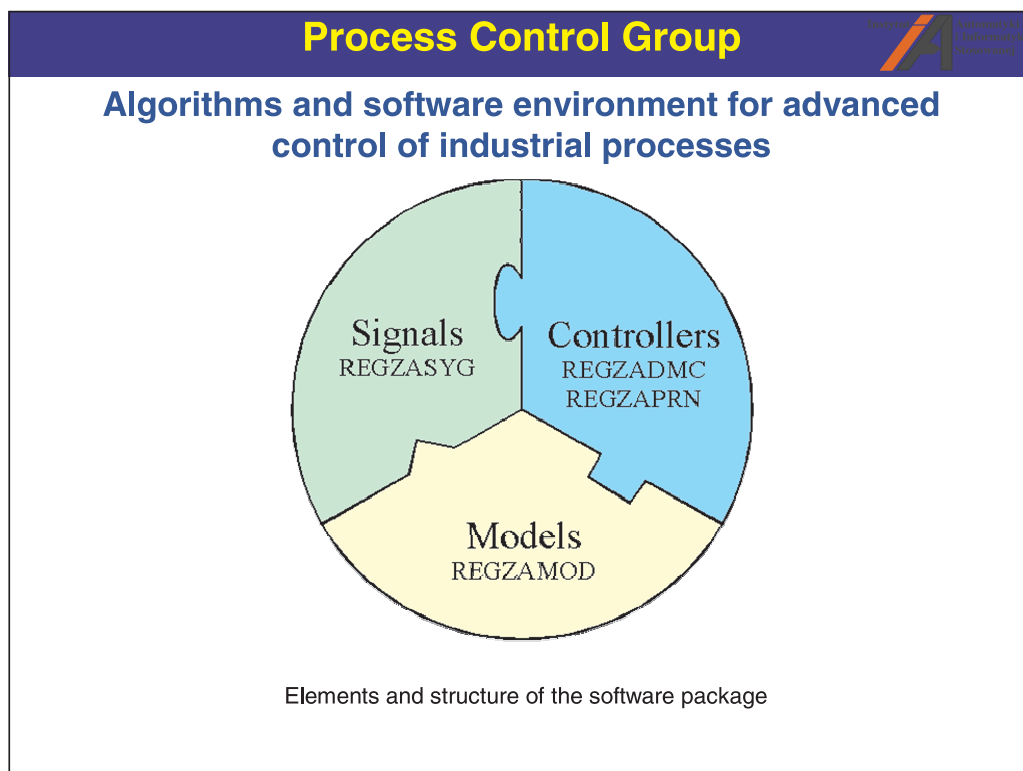 Process Control Group
Algorithms and software environment for advanced
control of industrial processes
Signals
REGZASYG
Controllers
REGZADMC
REGZAPRN
Models
REGZAMOD
Elements and structure of the software package